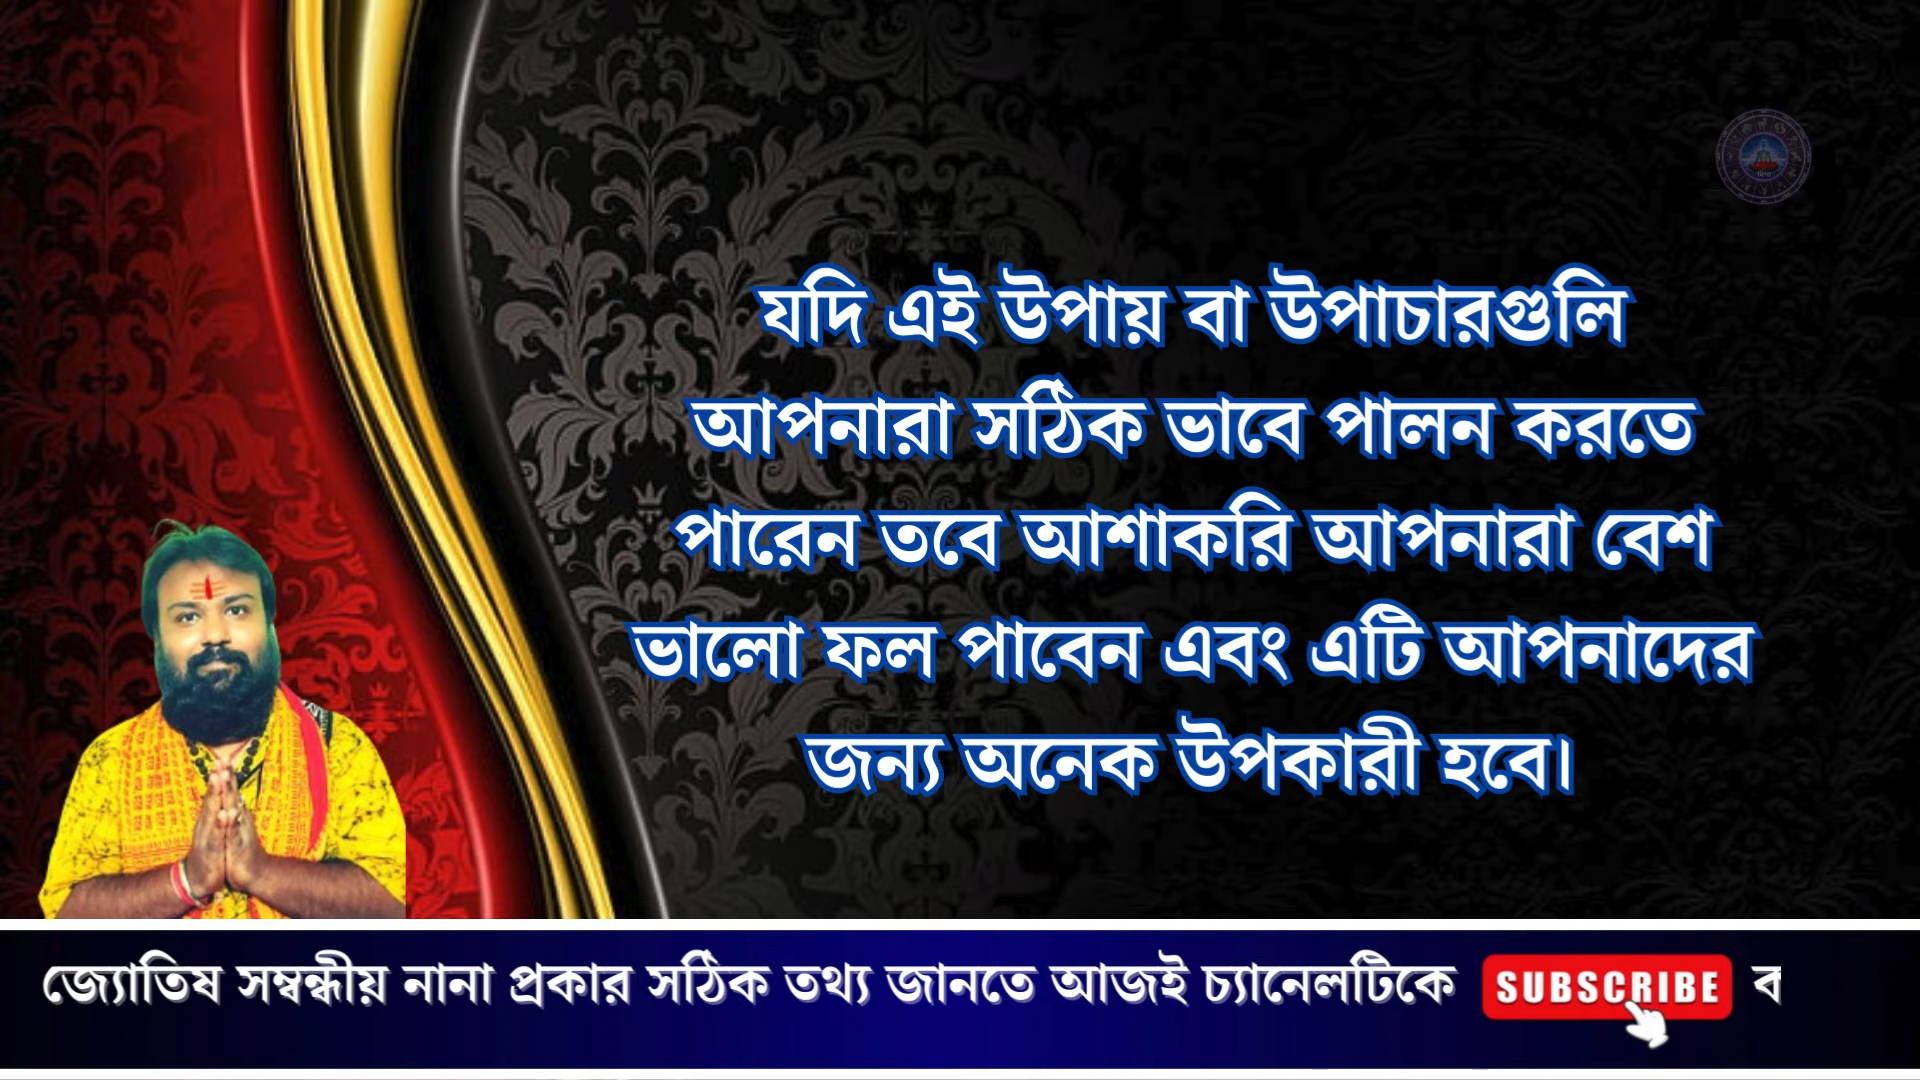 যদি এই উপায় বা উপাচারগুলি
আপনারা সঠিক ভাবে পালন করতে
পারেন তবে আশাকরি আপনারা বেশ
ভালো ফল পাবেন এবং এটি আপনাদের
জন্য অনেক উপকারী হবে।
জ্যোতিষ সম্বন্ধীয় নানা প্রকার সঠিক তথ্য জানতে আজই চ্যানেলটিকে SUBSCRIBE